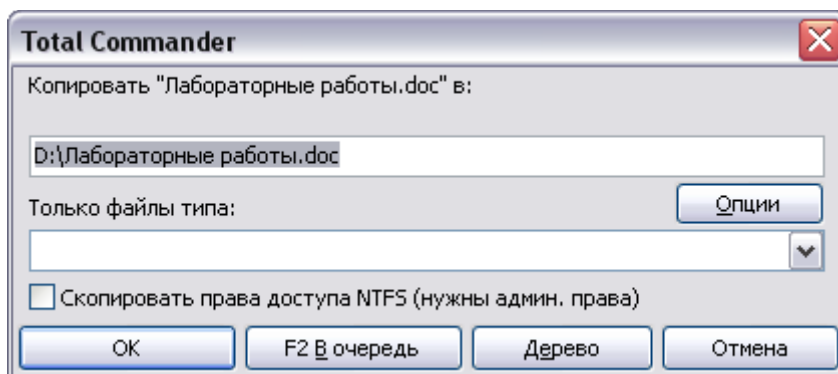 Total Commander
Копировать "Лабораторные работы.doc" в:
D:\Лабораторные работы.doc
Только файлы типа:
Опции
Скопировать права доступа NTFS (нужны админ. права)
OK
F2 В очередь
Дерево
Отмена